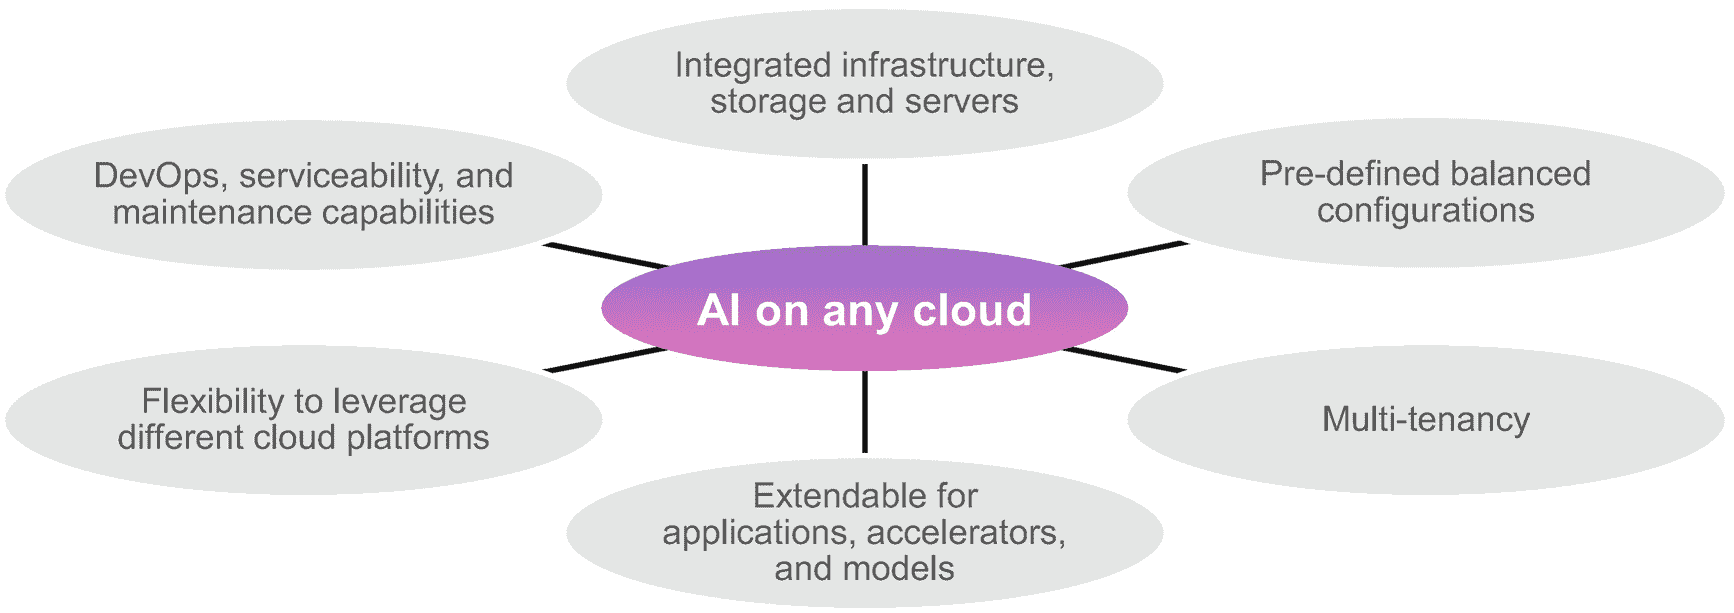 Integrated infrastructure,
storage and servers
DevOps, serviceability, and
maintenance capabilities
Pre-defined balanced
configurations
AI on any cloud
Flexibility to leverage
different cloud platforms
Multi-tenancy
Extendable for
applications, accelerators,
and models